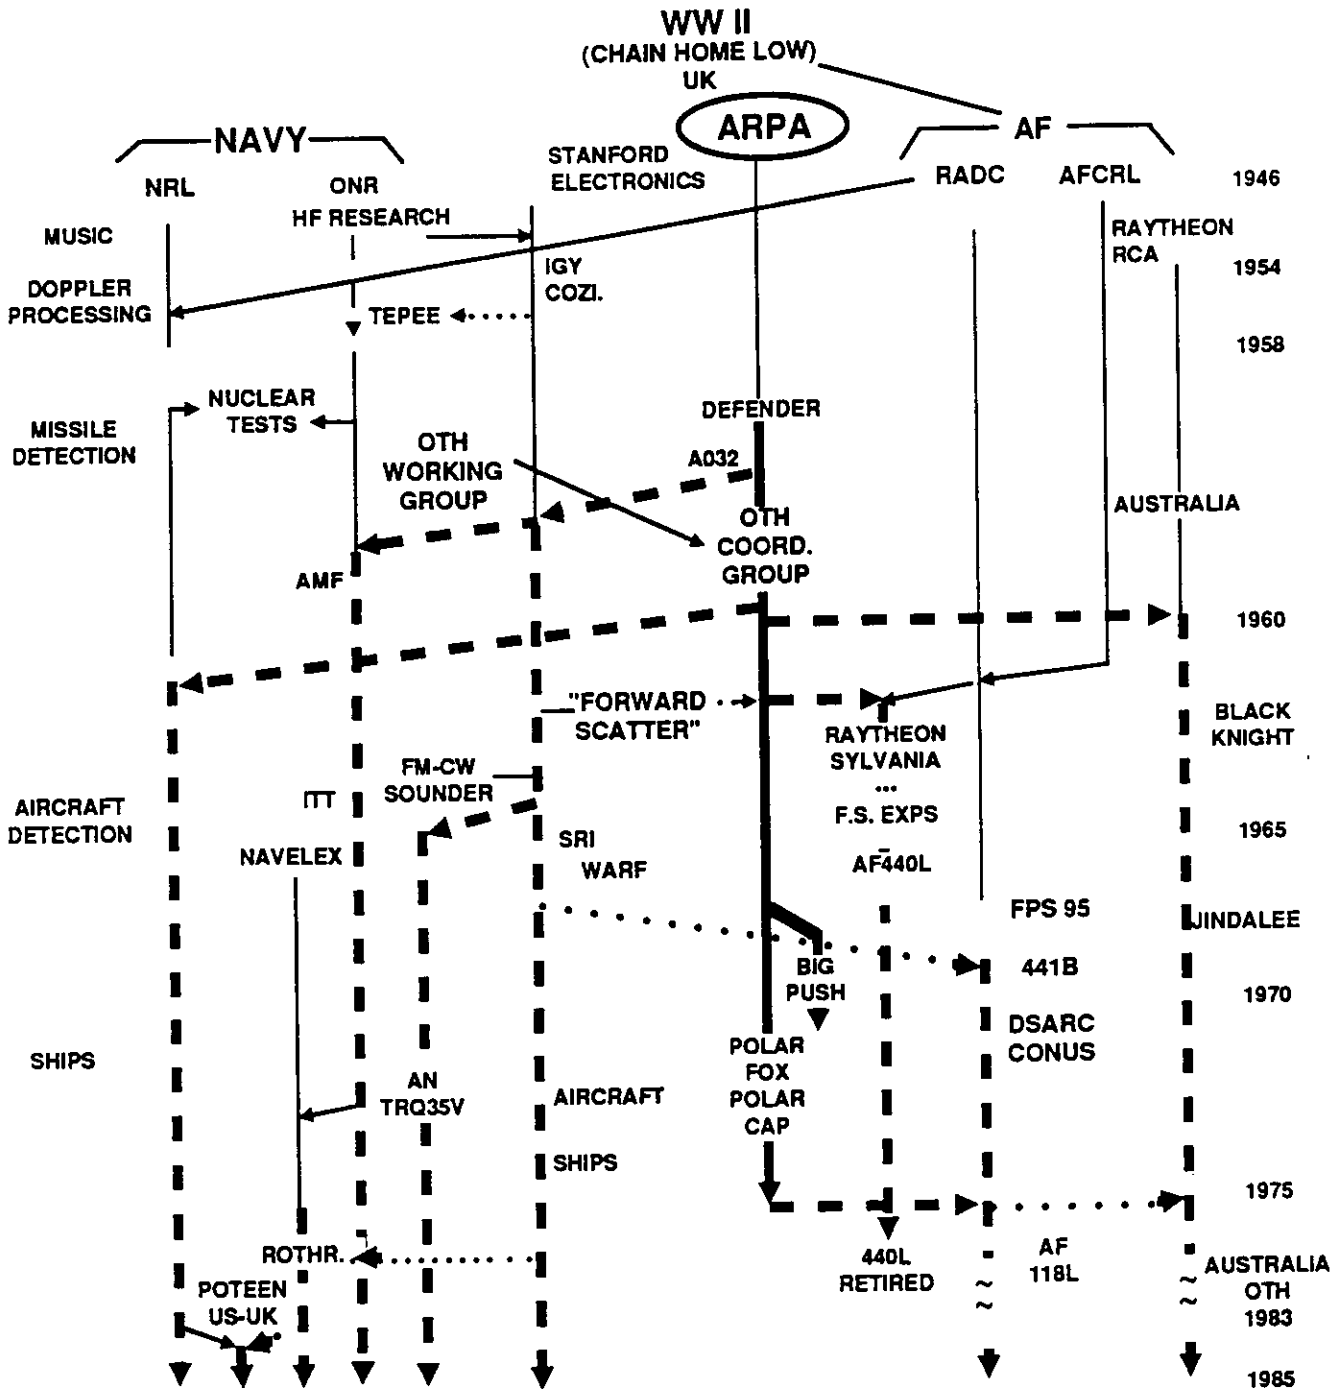 WW II
(CHAIN HOME LOW)
UK
ARPA
NAVY
AF
STANFORD
ELECTRONICS
NRL
ONR
RADC
AFCRL
1946
HF RESEARCH
MUSIC
RAYTHEON
RCA
IGY
COZI.
1954
DOPPLER
PROCESSING
TEPEE
1958
NUCLEAR
TESTS
DEFENDER
MISSILE
DETECTION
OTH
WORKING
GROUP
A032
AUSTRALIA
OTH
COORD.
GROUP
AMF
1960
"FORWARD
SCATTER"
BLACK
KNIGHT
RAYTHEON
SYLVANIA
...
F.S. EXPS
FM-CW
SOUNDER
ITT
AIRCRAFT
DETECTION
1965
SRI
WARF
NAVELEX
AF440L
FPS 95
JINDALEE
BIG
PUSH
441B
1970
DSARC
CONUS
SHIPS
POLAR
FOX
POLAR
CAP
AN
TRQ35V
AIRCRAFT
SHIPS
1975
ROTHR.
440L
RETIRED
AF
118L
AUSTRALIA
OTH
1983
POTEEN
US-UK
1985